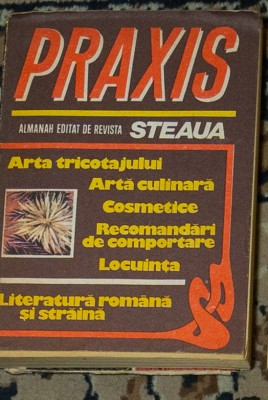 PRAXIS
ALMANAH EDITAT DE REVISTA STEAUA
Arta tricotajului
Artă culinară
Cosmetice
Recomandări
de comportare
Locuința
Literatură română
și străină